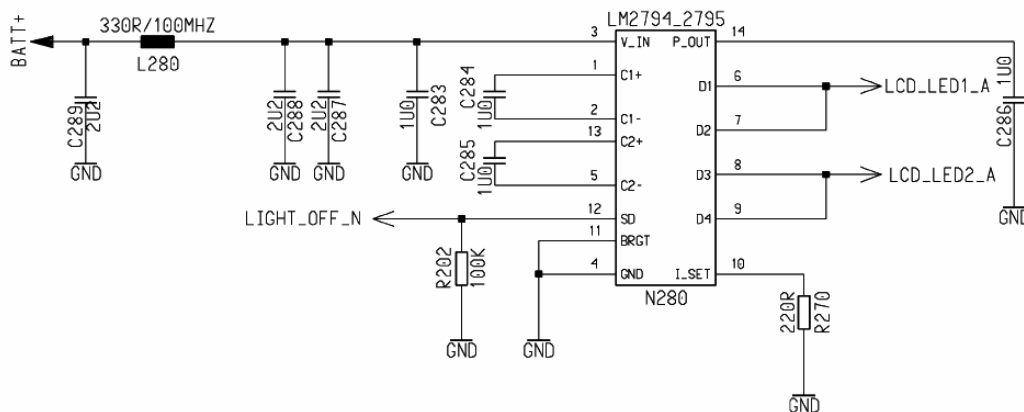 LM2794_2795
BATT+
330R/100MHZ
L280
C289
2U2
GND
2U2
C288
GND
2U2
C287
GND
1U0
C283
GND
C284
1U0
C285
1U0
3 V_IN P_OUT 14
1 C1+ D1 6
2 C1- D2 7
13 C2+
5 C2- D3 8
12 SD D4 9
11 BRGT
4 GND I_SET 10
N280
LCD_LED1_A
LCD_LED2_A
1U0
C286
GND
LIGHT_OFF_N
R202
100K
GND
GND
220R
R270
GND